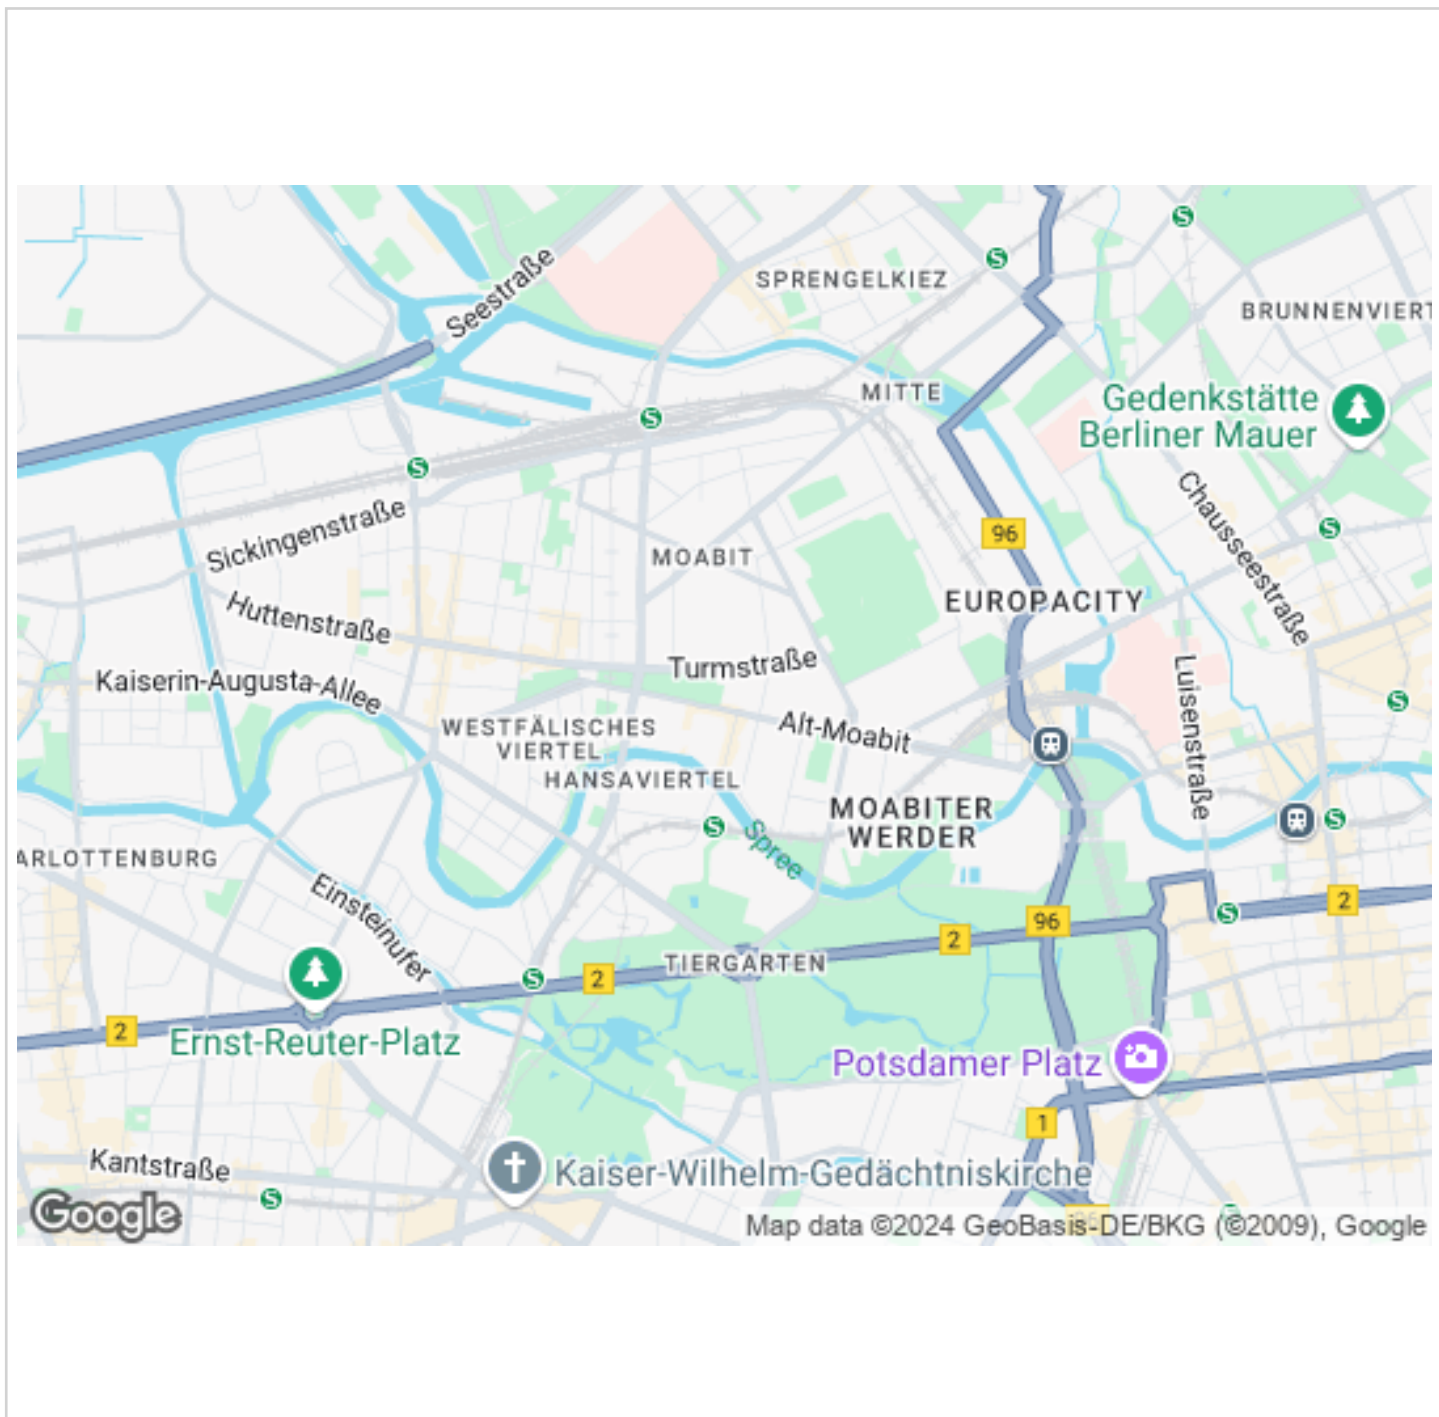 Seestraße
SPRENGELKIEZ
BRUNNENVIERT
MITTE
Gedenkstätte
Berliner Mauer
Sickingenstraße
Chausseestraße
96
MOABIT
EUROPACITY
Huttenstraße
Turmstraße
Kaiserin-Augusta-Allee
Luisenstraße
WESTFÄLISCHES
VIERTEL
Alt-Moabit
HANSAVIERTEL
MOABITER
WERDER
Spree
ARLOTTENBURG
Einsteinufer
2
96
2
TIERGARTEN
2
2
Ernst-Reuter-Platz
Potsdamer Platz
1
Kantstraße
Kaiser-Wilhelm-Gedächtniskirche
Google
Map data ©2024 GeoBasis-DE/BKG (©2009), Google